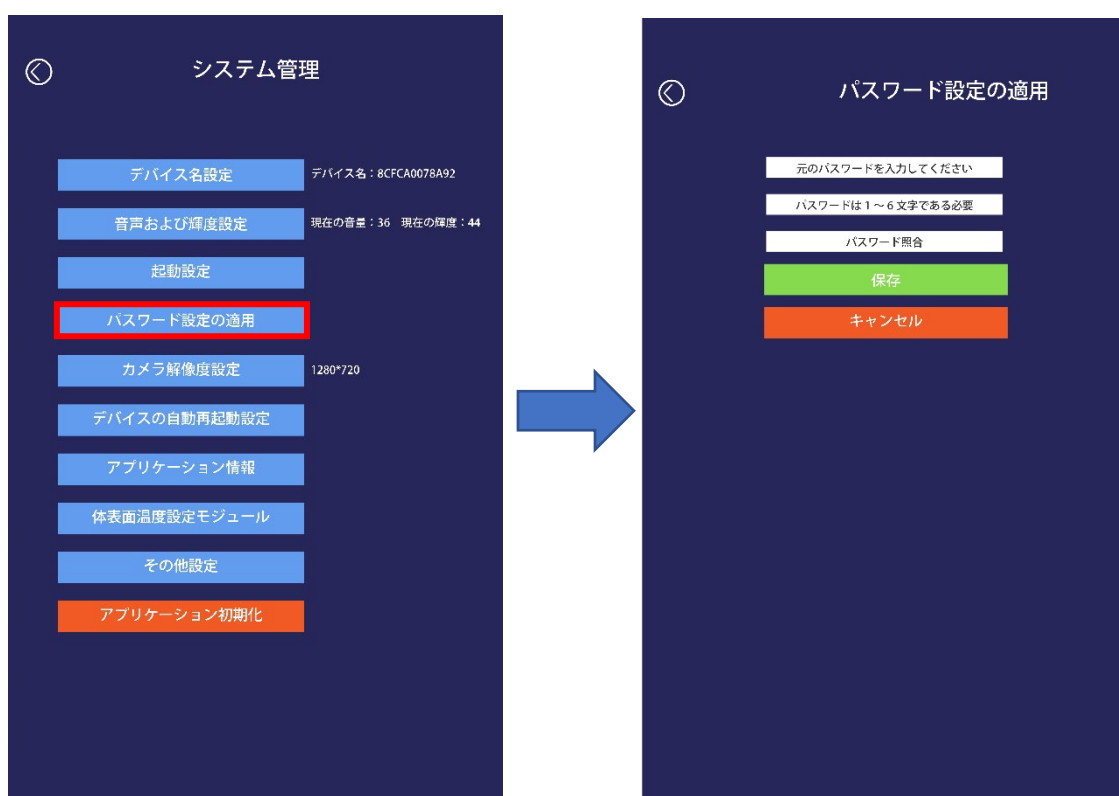 システム管理
デバイス名設定
デバイス名：8CFCA0078A92
音声および輝度設定
現在の音量：36 現在の輝度：44
起動設定
パスワード設定の適用
カメラ解像度設定
1280*720
デバイスの自動再起動設定
アプリケーション情報
体表面温度設定モジュール
その他設定
アプリケーション初期化
パスワード設定の適用
元のパスワードを入力してください
パスワードは1～6文字である必要
パスワード照合
保存
キャンセル